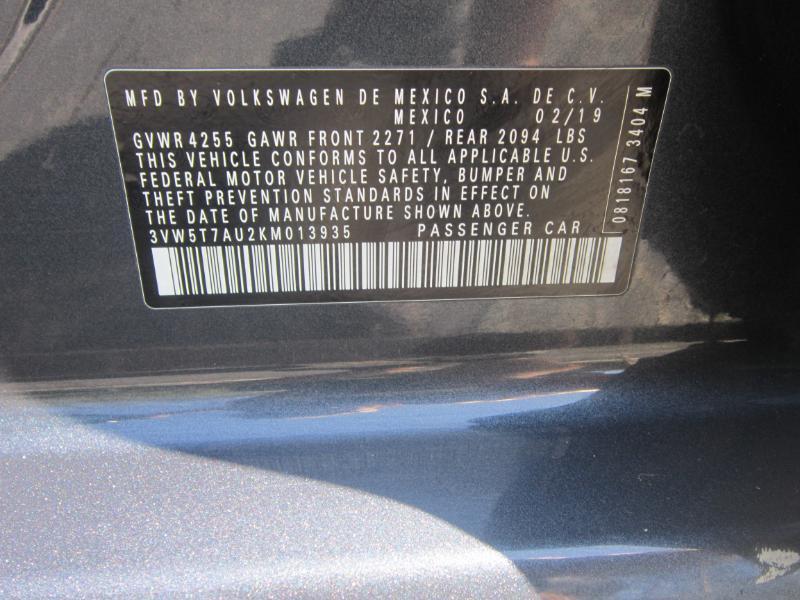 MFD BY VOLKSWAGEN DE MEXICO S.A. DE C.V.
MEXICO 02/19
GVWR 4255 GAWR FRONT 2271 / REAR 2094 LBS
THIS VEHICLE CONFORMS TO ALL APPLICABLE U.S.
FEDERAL MOTOR VEHICLE SAFETY, BUMPER AND
THEFT PREVENTION STANDARDS IN EFFECT ON
THE DATE OF MANUFACTURE SHOWN ABOVE.
3VW5T7AU2KM013935 PASSENGER CAR
0818167 3404 M